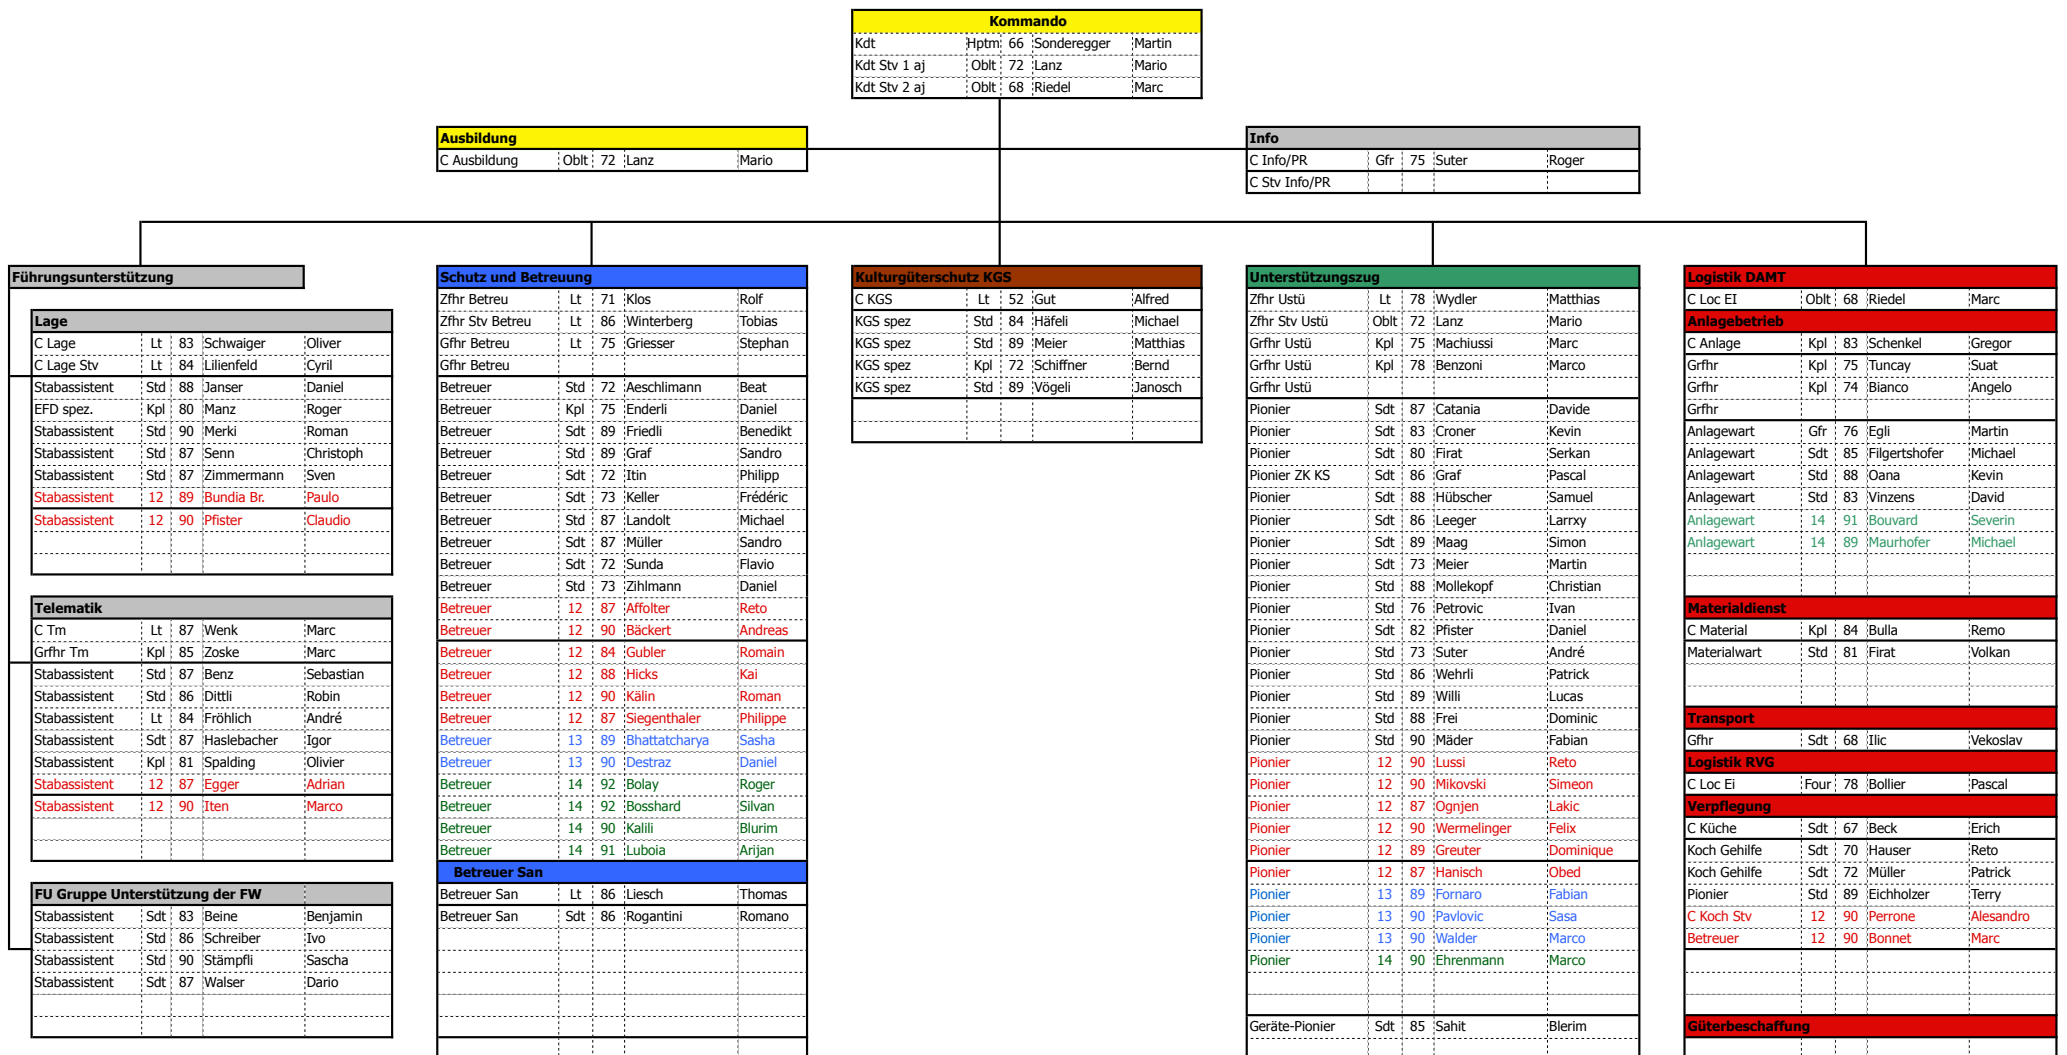 Kommando
Kdt Hptm 66 Sonderegger Martin
Kdt Stv 1 aj Oblt 72 Lanz Mario
Kdt Stv 2 aj Oblt 68 Riedel Marc
Ausbildung
C Ausbildung Oblt 72 Lanz Mario
Info
C Info/PR Gfr 75 Suter Roger
C Stv Info/PR
Führungsunterstützung
Lage
C Lage Lt 83 Schwaiger Oliver
C Lage Stv Lt 84 Lilienfeld Cyril
Stabassistent Std 88 Janser Daniel
EFD spez. Kpl 80 Manz Roger
Stabassistent Std 90 Merki Roman
Stabassistent Std 87 Senn Christoph
Stabassistent Std 87 Zimmermann Sven
Stabassistent 12 89 Bundia Br. Paulo
Stabassistent 12 90 Pfister Claudio
Telematik
C Tm Lt 87 Wenk Marc
Grfhr Tm Kpl 85 Zoske Marc
Stabassistent Std 87 Benz Sebastian
Stabassistent Std 86 Dittli Robin
Stabassistent Lt 84 Fröhlich André
Stabassistent Sdt 87 Haslebacher Igor
Stabassistent Kpl 81 Spalding Olivier
Stabassistent 12 87 Egger Adrian
Stabassistent 12 90 Iten Marco
FU Gruppe Unterstützung der FW
Stabassistent Sdt 83 Beine Benjamin
Stabassistent Std 86 Schreiber Ivo
Stabassistent Std 90 Stämpfli Sascha
Stabassistent Sdt 87 Walser Dario
Schutz und Betreuung
Zfhr Betreu Lt 71 Klos Rolf
Zfhr Stv Betreu Lt 86 Winterberg Tobias
Gfhr Betreu Lt 75 Griesser Stephan
Gfhr Betreu
Betreuer Std 72 Aeschlimann Beat
Betreuer Kpl 75 Enderli Daniel
Betreuer Sdt 89 Friedli Benedikt
Betreuer Std 89 Graf Sandro
Betreuer Sdt 72 Itin Philipp
Betreuer Sdt 73 Keller Frédéric
Betreuer Std 87 Landolt Michael
Betreuer Sdt 87 Müller Sandro
Betreuer Sdt 72 Sunda Flavio
Betreuer Std 73 Zihlmann Daniel
Betreuer 12 87 Affolter Reto
Betreuer 12 90 Bäckert Andreas
Betreuer 12 84 Gubler Romain
Betreuer 12 88 Hicks Kai
Betreuer 12 90 Kälin Roman
Betreuer 12 87 Siegenthaler Philippe
Betreuer 13 89 Bhattatcharya Sasha
Betreuer 13 90 Destraz Daniel
Betreuer 14 92 Bolay Roger
Betreuer 14 92 Bosshard Silvan
Betreuer 14 90 Kalili Blurim
Betreuer 14 91 Luboia Arijan
Betreuer San
Betreuer San Lt 86 Liesch Thomas
Betreuer San Sdt 86 Rogantini Romano
Kulturgüterschutz KGS
C KGS Lt 52 Gut Alfred
KGS spez Std 84 Häfeli Michael
KGS spez Std 89 Meier Matthias
KGS spez Kpl 72 Schiffner Bernd
KGS spez Std 89 Vögeli Janosch
Unterstützungszug
Zfhr Ustü Lt 78 Wydler Matthias
Zfhr Stv Ustü Oblt 72 Lanz Mario
Grfhr Ustü Kpl 75 Machiussi Marc
Grfhr Ustü Kpl 78 Benzoni Marco
Grfhr Ustü
Pionier Sdt 87 Catania Davide
Pionier Sdt 83 Croner Kevin
Pionier Sdt 80 Firat Serkan
Pionier ZK KS Sdt 86 Graf Pascal
Pionier Sdt 88 Hübscher Samuel
Pionier Sdt 86 Leeger Larrxy
Pionier Sdt 89 Maag Simon
Pionier Sdt 73 Meier Martin
Pionier Std 88 Mollekopf Christian
Pionier Std 76 Petrovic Ivan
Pionier Sdt 82 Pfister Daniel
Pionier Std 73 Suter André
Pionier Std 86 Wehrli Patrick
Pionier Std 89 Willi Lucas
Pionier Std 88 Frei Dominic
Pionier Std 90 Mäder Fabian
Pionier 12 90 Lussi Reto
Pionier 12 90 Mikovski Simeon
Pionier 12 87 Ognjen Lakic
Pionier 12 90 Wermelinger Felix
Pionier 12 89 Greuter Dominique
Pionier 12 87 Hanisch Obed
Pionier 13 89 Fornaro Fabian
Pionier 13 90 Pavlovic Sasa
Pionier 13 90 Walder Marco
Pionier 14 90 Ehrenmann Marco
Geräte-Pionier Sdt 85 Sahit Blerim
Logistik DAMT
C Loc EI Oblt 68 Riedel Marc
Anlagebetrieb
C Anlage Kpl 83 Schenkel Gregor
Grfhr Kpl 75 Tuncay Suat
Grfhr Kpl 74 Bianco Angelo
Grfhr
Anlagewart Gfr 76 Egli Martin
Anlagewart Sdt 85 Filgertshofer Michael
Anlagewart Std 88 Oana Kevin
Anlagewart Std 83 Vinzens David
Anlagewart 14 91 Bouvard Severin
Anlagewart 14 89 Maurhofer Michael
Materialdienst
C Material Kpl 84 Bulla Remo
Materialwart Std 81 Firat Volkan
Transport
Gfhr Sdt 68 Ilic Vekoslav
Logistik RVG
C Loc Ei Four 78 Bollier Pascal
Verpflegung
C Küche Sdt 67 Beck Erich
Koch Gehilfe Sdt 70 Hauser Reto
Koch Gehilfe Sdt 72 Müller Patrick
Pionier Std 89 Eichholzer Terry
C Koch Stv 12 90 Perrone Alesandro
Betreuer 12 90 Bonnet Marc
Güterbeschaffung